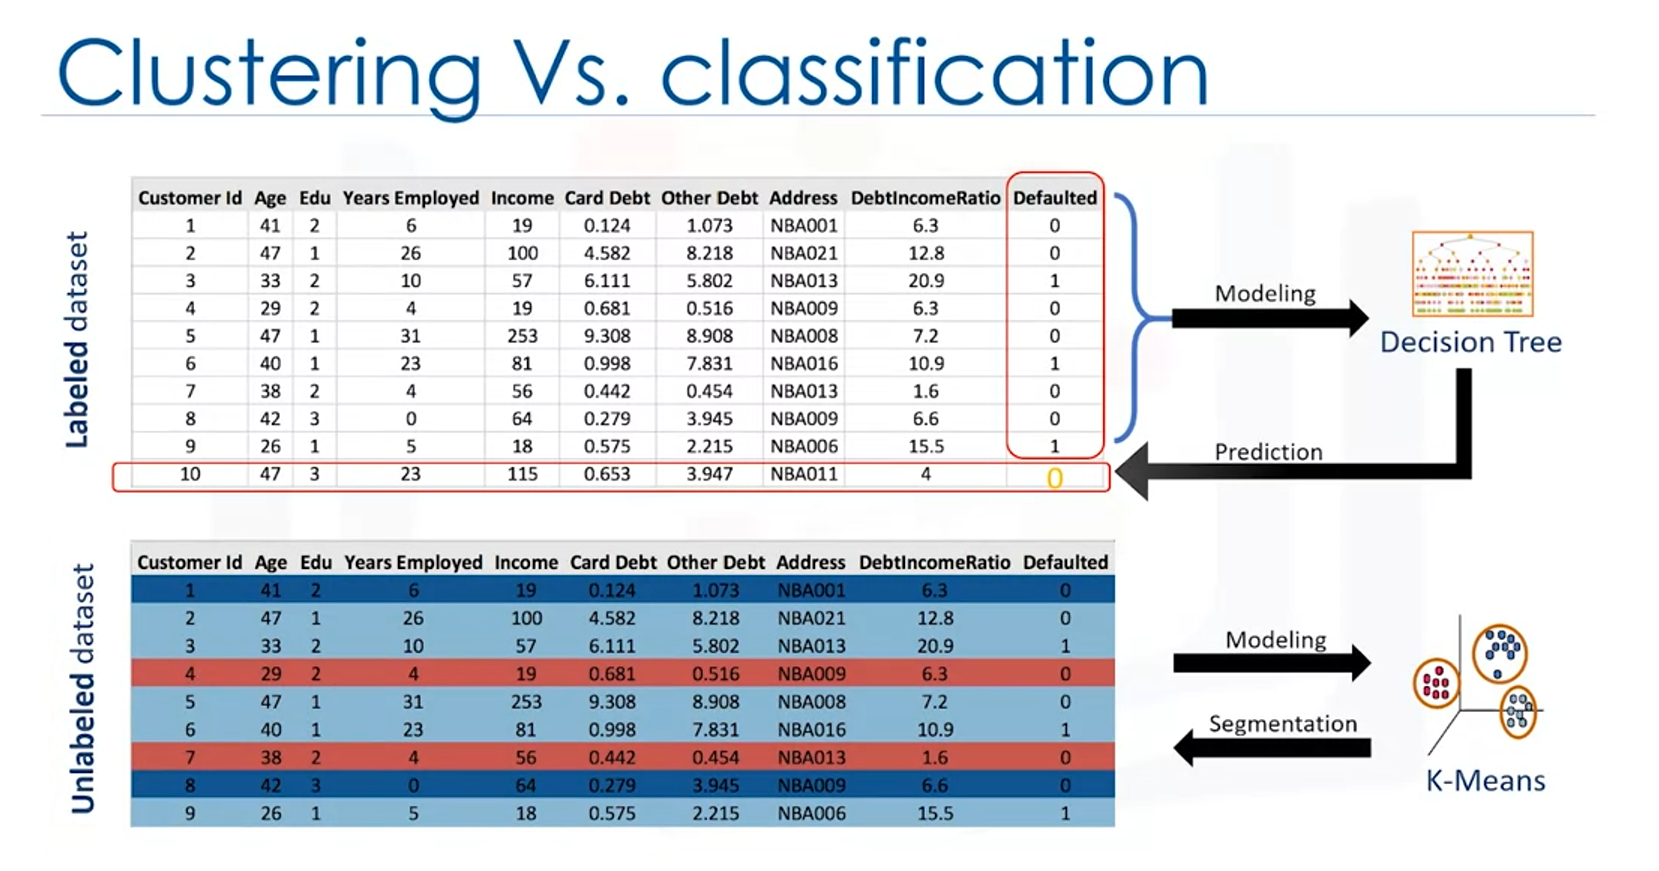 Clustering Vs. classification
Labeled dataset
Customer Id Age Edu Years Employed Income Card Debt Other Debt Address DebtIncomeRatio Defaulted
1 41 2 6 19 0.124 1.073 NBA001 6.3 0
2 47 1 26 100 4.582 8.218 NBA021 12.8 0
3 33 2 10 57 6.111 5.802 NBA013 20.9 1
4 29 2 4 19 0.681 0.516 NBA009 6.3 0
5 47 1 31 253 9.308 8.908 NBA008 7.2 0
6 40 1 23 81 0.998 7.831 NBA016 10.9 1
7 38 2 4 56 0.442 0.454 NBA013 1.6 0
8 42 3 0 64 0.279 3.945 NBA009 6.6 0
9 26 1 5 18 0.575 2.215 NBA006 15.5 1
10 47 3 23 115 0.653 3.947 NBA011 4 0
Modeling
Decision Tree
Prediction
Unlabeled dataset
Customer Id Age Edu Years Employed Income Card Debt Other Debt Address DebtIncomeRatio Defaulted
1 41 2 6 19 0.124 1.073 NBA001 6.3 0
2 47 1 26 100 4.582 8.218 NBA021 12.8 0
3 33 2 10 57 6.111 5.802 NBA013 20.9 1
4 29 2 4 19 0.681 0.516 NBA009 6.3 0
5 47 1 31 253 9.308 8.908 NBA008 7.2 0
6 40 1 23 81 0.998 7.831 NBA016 10.9 1
7 38 2 4 56 0.442 0.454 NBA013 1.6 0
8 42 3 0 64 0.279 3.945 NBA009 6.6 0
9 26 1 5 18 0.575 2.215 NBA006 15.5 1
Modeling
Segmentation
K-Means